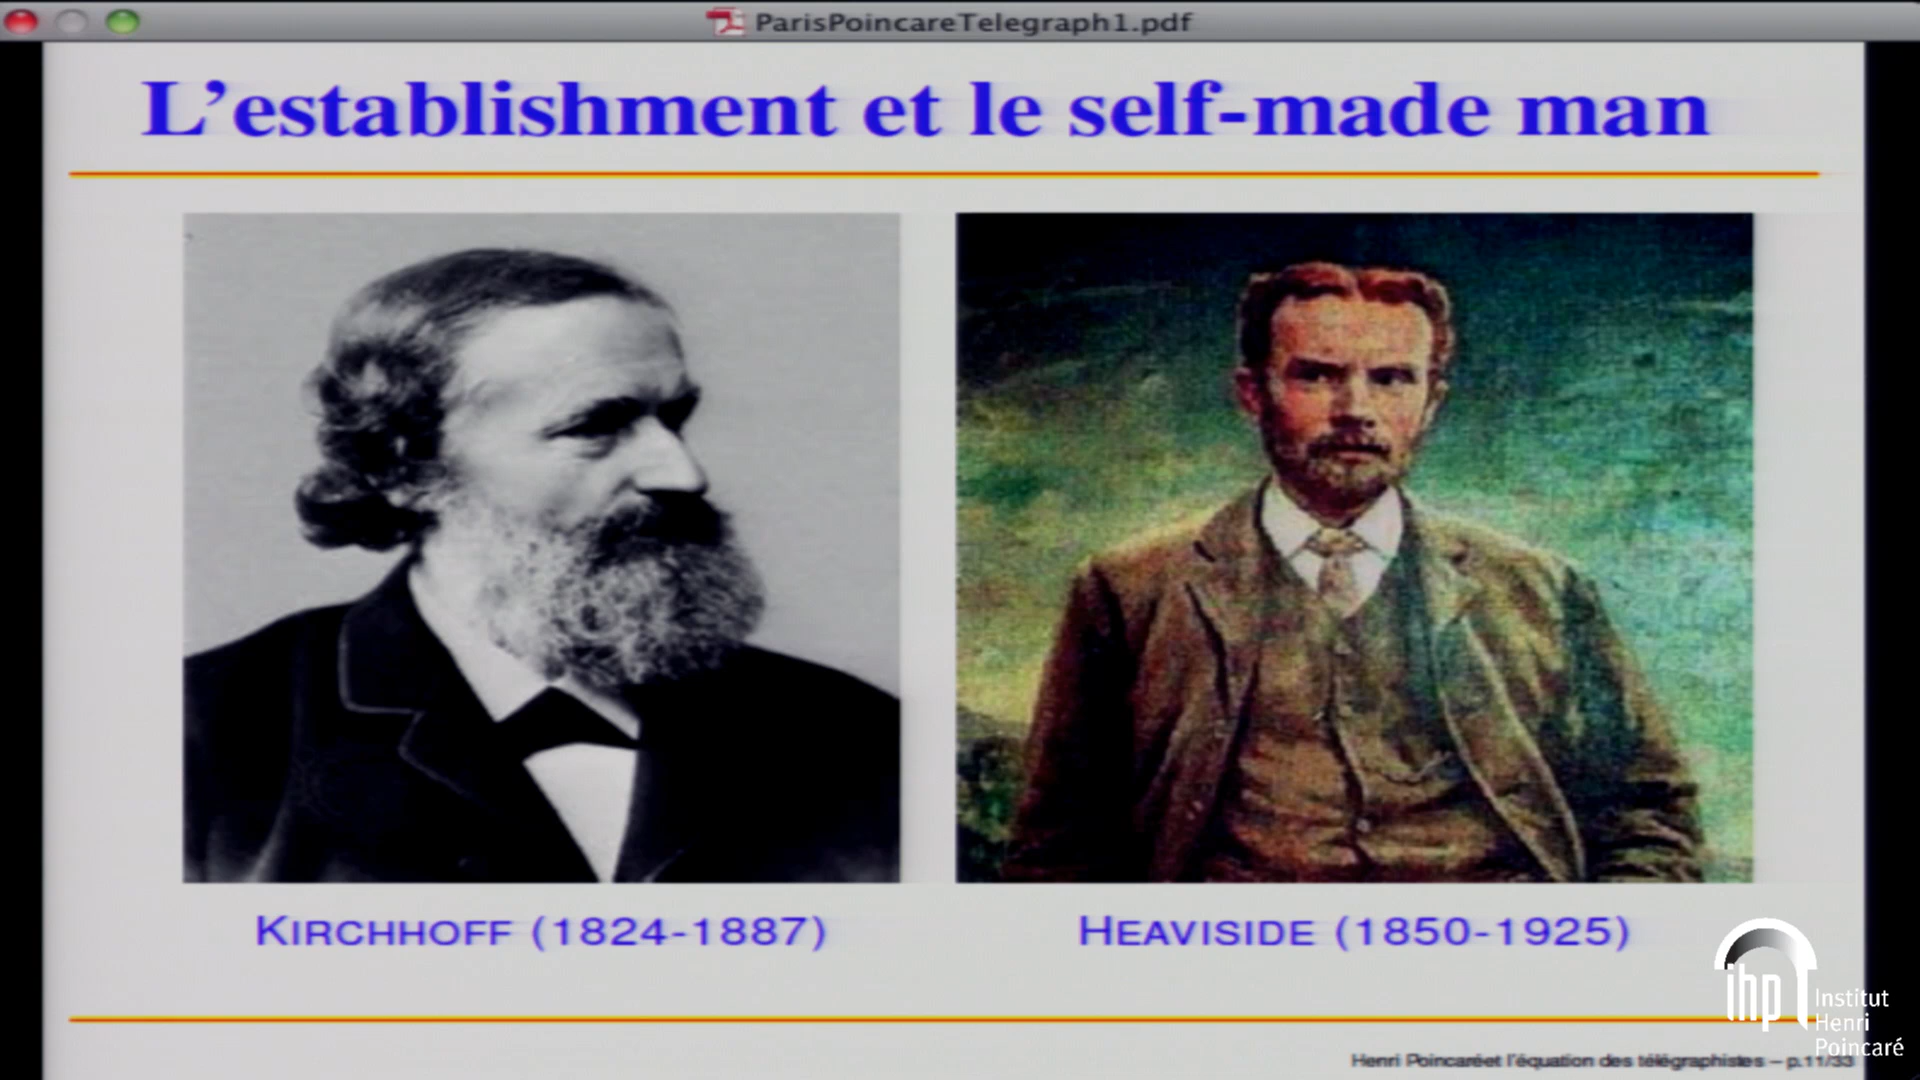 ParisPoincareTelegraph1.pdf
L'establishment et le self-made man
KIRCHHOFF (1824-1887)
HEAVISIDE (1850-1925)
ihp
Institut
Henri
Poincaré
Henri Poincaréet l'équation des télégraphistes – p.11/33